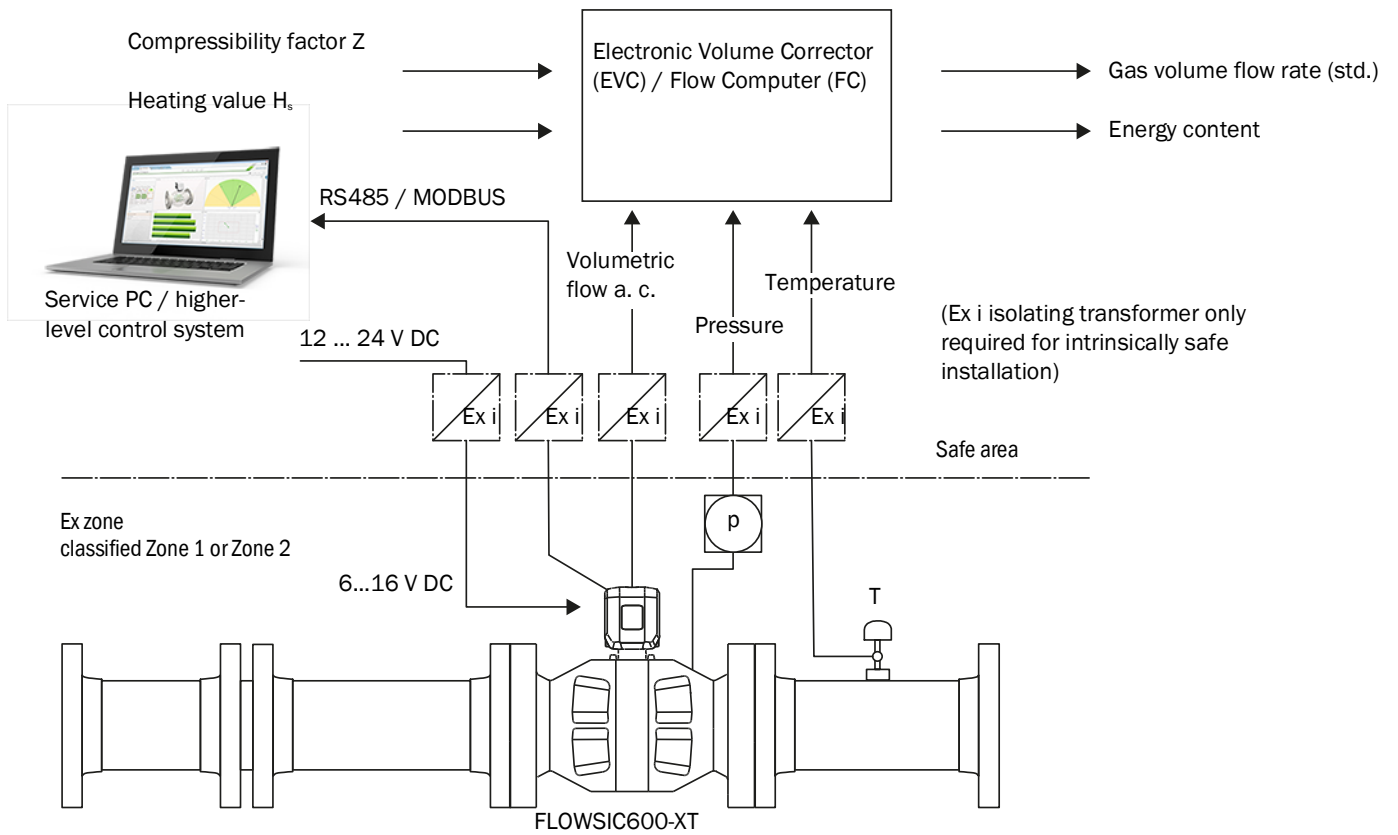 Compressibility factor Z
Heating value Hₛ
Electronic Volume Corrector
(EVC) / Flow Computer (FC)
Gas volume flow rate (std.)
Energy content
RS485 / MODBUS
Service PC / higher-
level control system
Volumetric
flow a. c.
Pressure
Temperature
(Ex i isolating transformer only
required for intrinsically safe
installation)
12 ... 24 V DC
Ex i
Ex i
Ex i
Ex i
Ex i
Safe area
Ex zone
classified Zone 1 or Zone 2
p
6...16 V DC
T
FLOWSIC600-XT